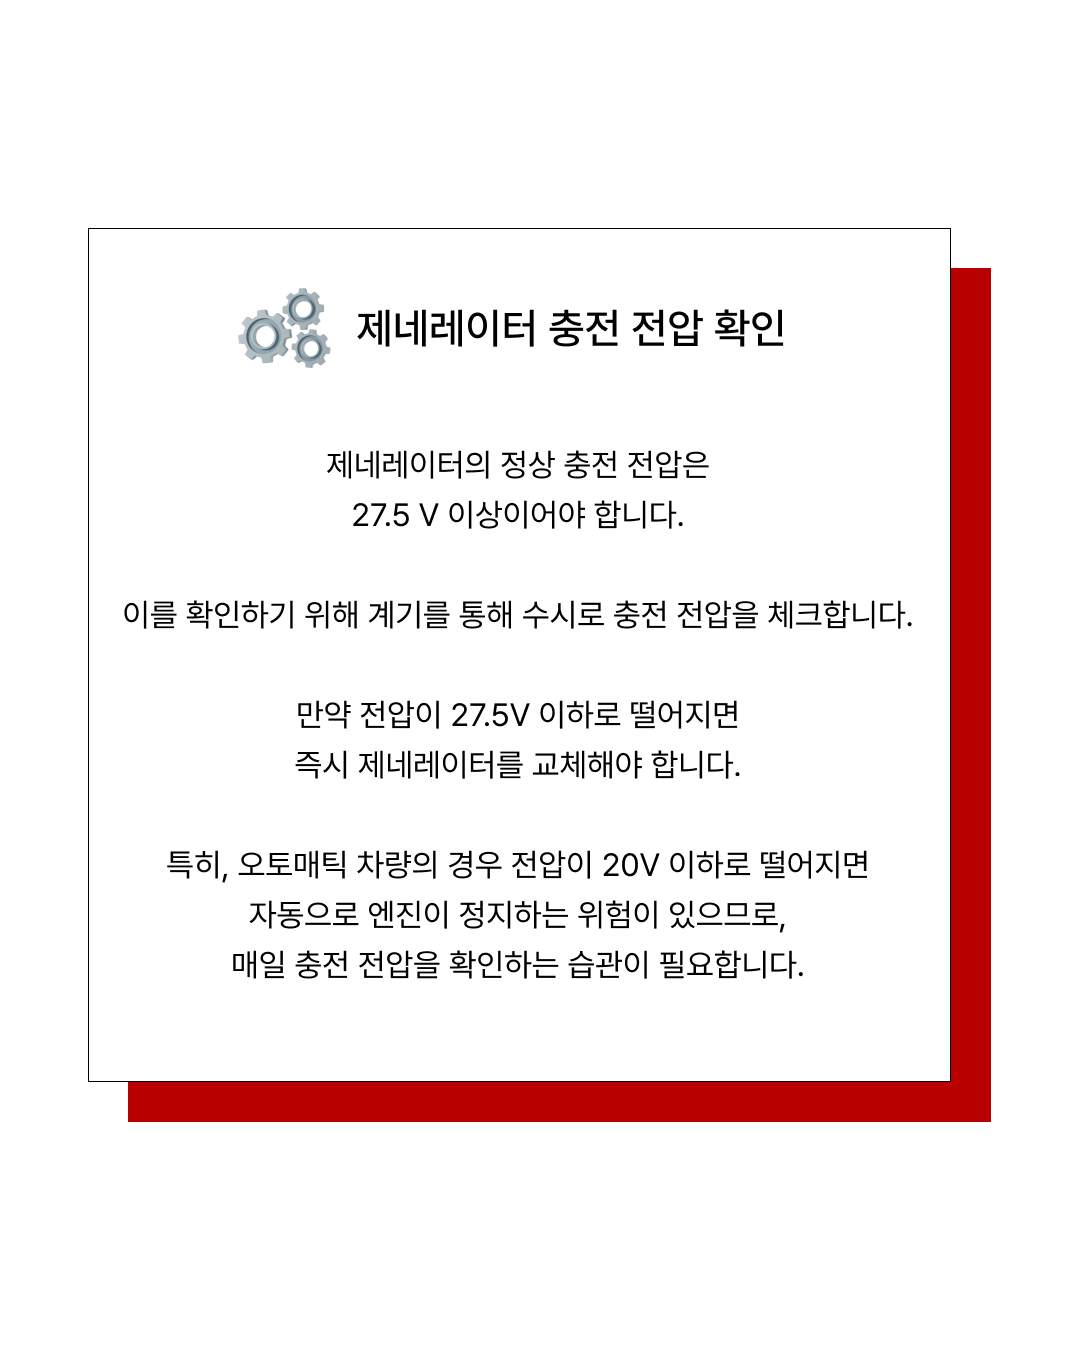 제네레이터 충전 전압 확인
제네레이터의 정상 충전 전압은
27.5 V 이상이어야 합니다.
이를 확인하기 위해 계기를 통해 수시로 충전 전압을 체크합니다.
만약 전압이 27.5V 이하로 떨어지면
즉시 제네레이터를 교체해야 합니다.
특히, 오토매틱 차량의 경우 전압이 20V 이하로 떨어지면
자동으로 엔진이 정지하는 위험이 있으므로,
매일 충전 전압을 확인하는 습관이 필요합니다.